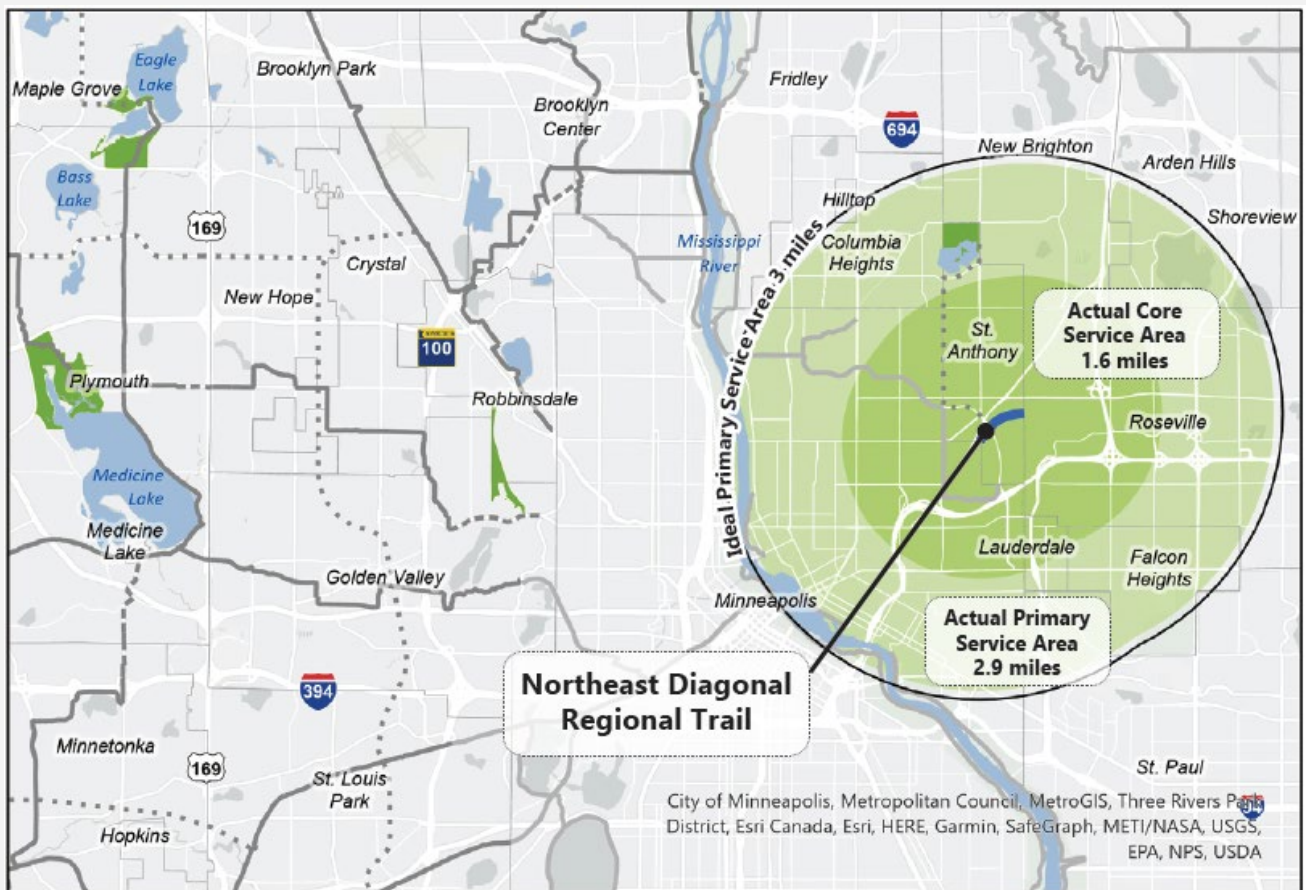 Eagle
Lake
Maple Grove
Brooklyn Park
Brooklyn
Center
Fridley
694
New Brighton
Arden Hills
Bass
Lake
Hilltop
Shoreview
169
Mississippi
River
Columbia
Heights
Crystal
New Hope
Ideal Primary Service Area 3 miles
St.
Anthony
Actual Core
Service Area
1.6 miles
100
Plymouth
Robbinsdale
Roseville
Medicine
Lake
Medicine
Lake
Lauderdale
Falcon
Heights
Golden Valley
Minneapolis
Actual Primary
Service Area
2.9 miles
394
Northeast Diagonal
Regional Trail
Minnetonka
169
St. Louis
Park
St. Paul
Hopkins
City of Minneapolis, Metropolitan Council, MetroGIS, Three Rivers Park
District, Esri Canada, Esri, HERE, Garmin, SafeGraph, METI/NASA, USGS,
EPA, NPS, USDA